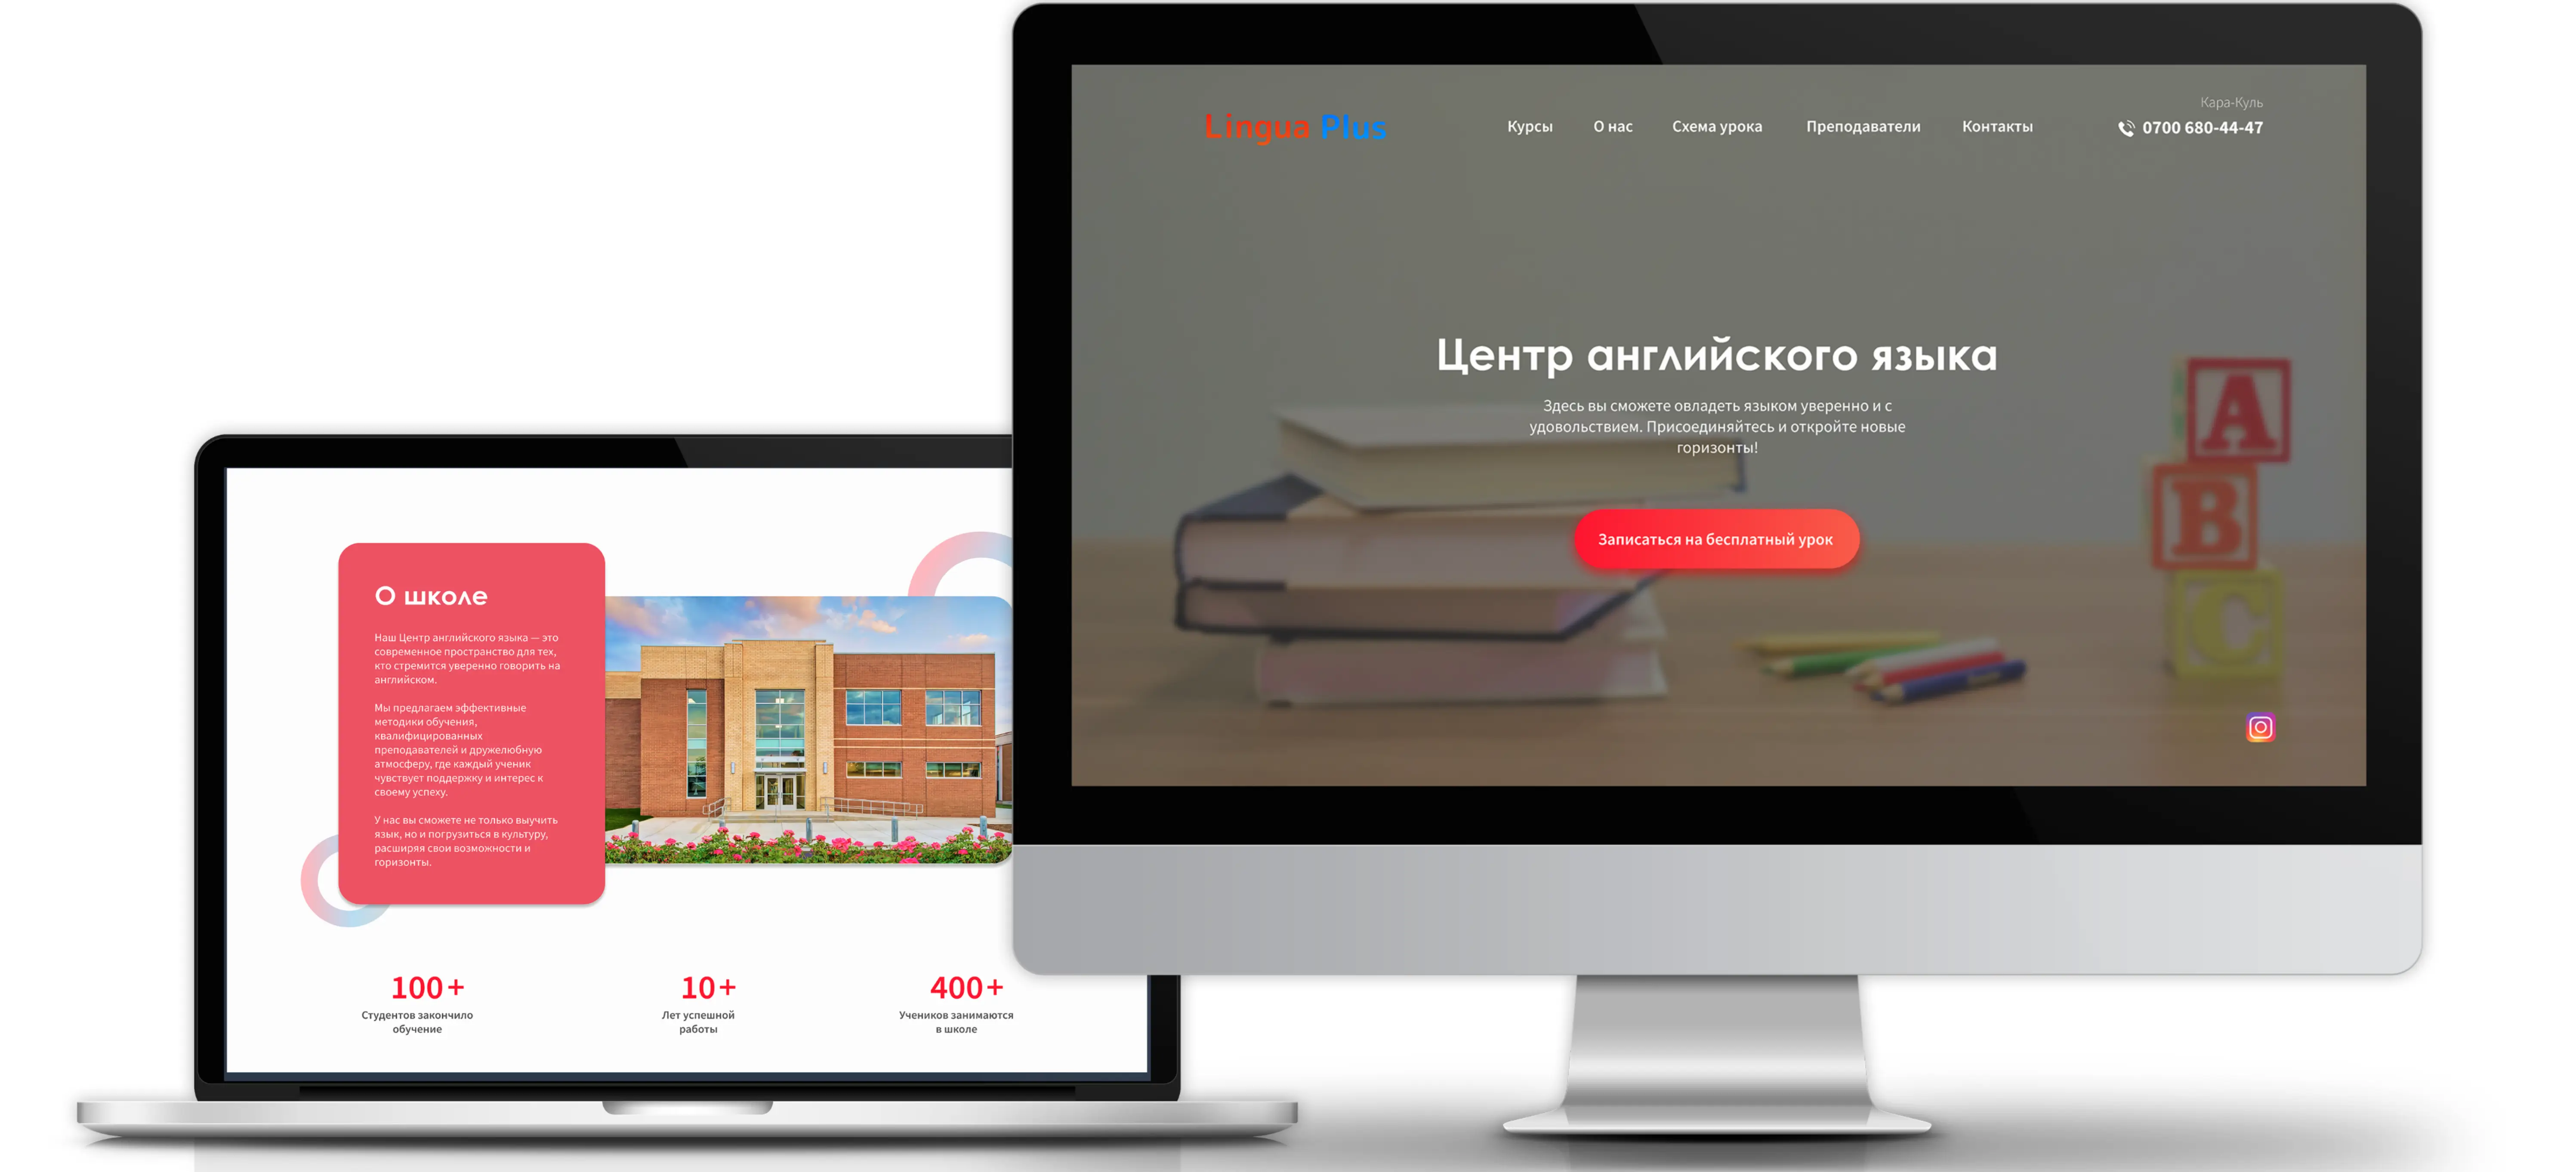 Lingua Plus
Курсы
О нас
Схема урока
Преподаватели
Контакты
Кара-Куль
0700 680-44-47
Центр английского языка
Здесь вы сможете овладеть языком уверенно и с
удовольствием. Присоединяйтесь и откройте новые
горизонты!
Записаться на бесплатный урок
A
B
C
О школе
Наш Центр английского языка — это
современное пространство для тех,
кто стремится уверенно говорить на
английском.
Мы предлагаем эффективные
методики обучения,
квалифицированных
преподавателей и дружелюбную
атмосферу, где каждый ученик
чувствует поддержку и интерес к
своему успеху.
У нас вы сможете не только выучить
язык, но и погрузиться в культуру,
расширяя свои возможности и
горизонты.
100+
Студентов закончило
обучение
10+
Лет успешной
работы
400+
Учеников занимаются
в школе